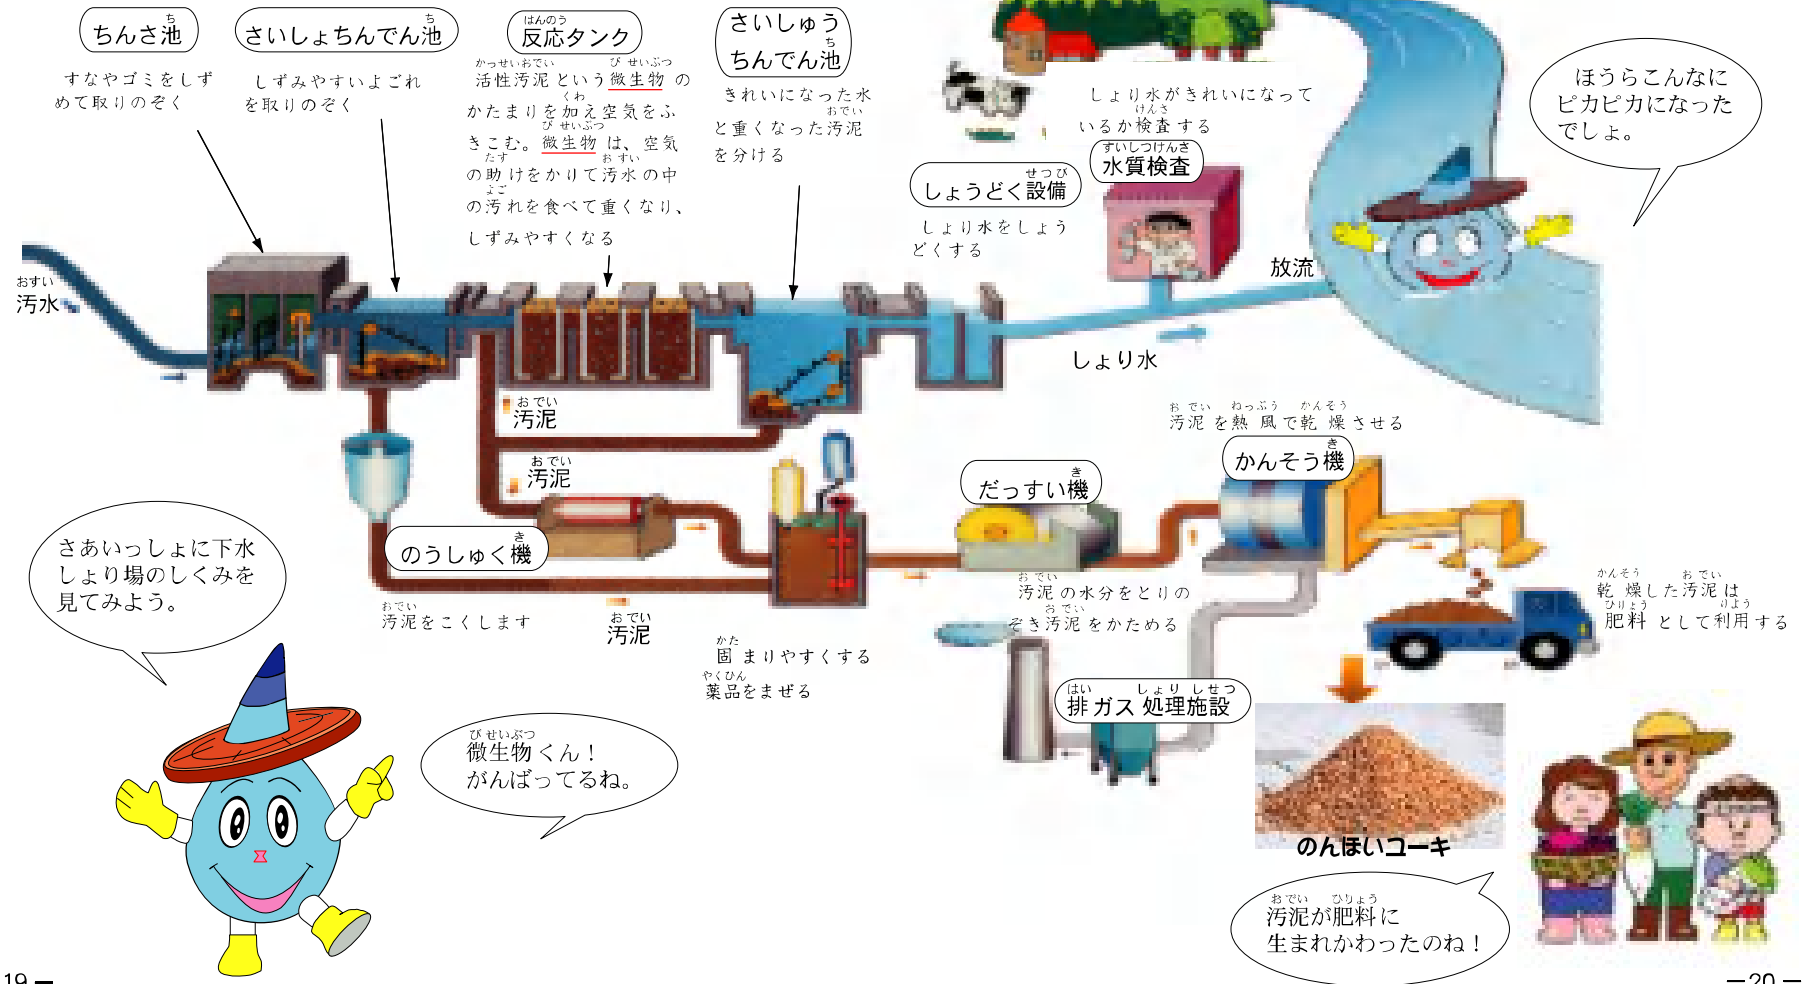 ちんさ池
すなやゴミをしず
めて取りのぞく
さいしょちんでん池
しずみやすいよごれ
を取りのぞく
反応タンク
活性汚泥という微生物の
かたまりを加え空気をふ
きこむ。微生物は、空気
の助けをかりて汚水の中
の汚れを食べて重くなり、
しずみやすくなる
さいしゅう
ちんでん池
きれいになった水
と重くなった汚泥
を分ける
しょうどく設備
しょり水をしょう
どくする
しょり水がきれいになって
いるか検査する
水質検査
ほうらこんなに
ピカピカになった
でしょ。
汚水
放流
しょり水
汚泥
汚泥
のうしゅく機
汚泥をこくします
汚泥
固まりやすくする
薬品をまぜる
だっすい機
汚泥の水分をとりの
ぞき汚泥をかためる
汚泥を熱風で乾燥させる
かんそう機
排ガス処理施設
乾燥した汚泥は
肥料として利用する
のんほいユーキ
さあいっしょに下水
しょり場のしくみを
見てみよう。
微生物くん！
がんばってるね。
汚泥が肥料に
生まれかわったのね！
19 ー
ー20 ー